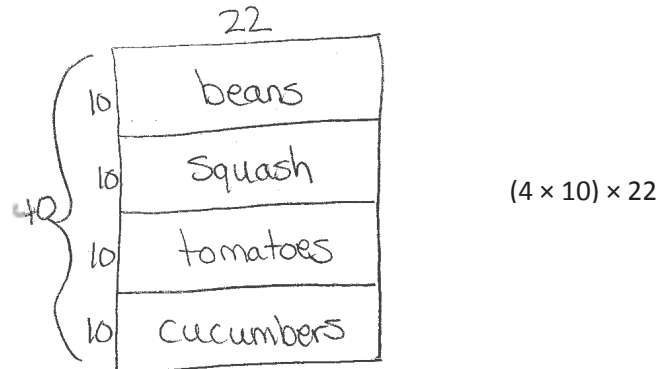 22
10 beans
10 Squash
40
(4 × 10) × 22
10 tomatoes
10 cucumbers